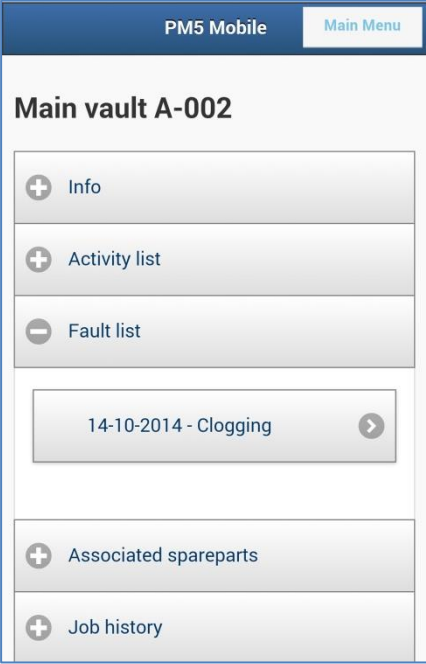 PM5 Mobile
Main Menu
Main vault A-002
Info
Activity list
Fault list
14-10-2014 - Clogging
Associated spareparts
Job history